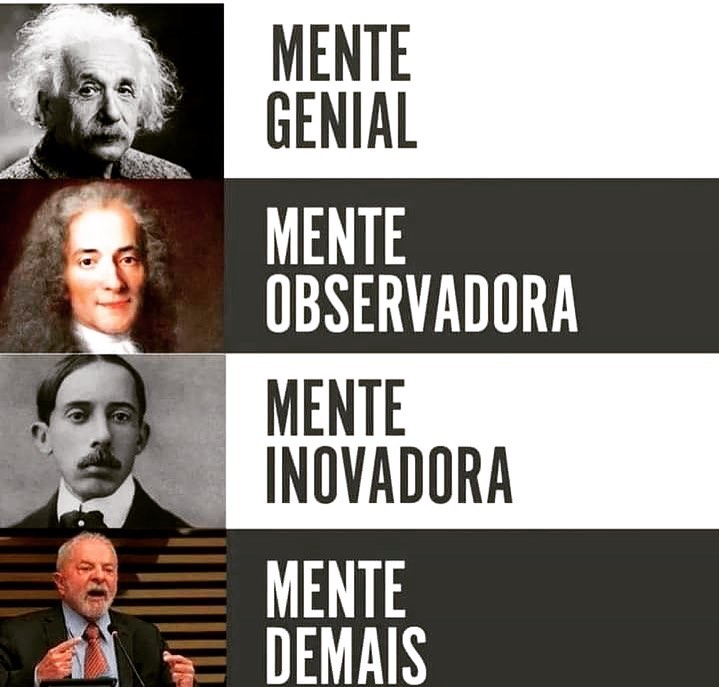 MENTE
GENIAL
MENTE
OBSERVADORA
MENTE
INOVADORA
MENTE
DEMAIS